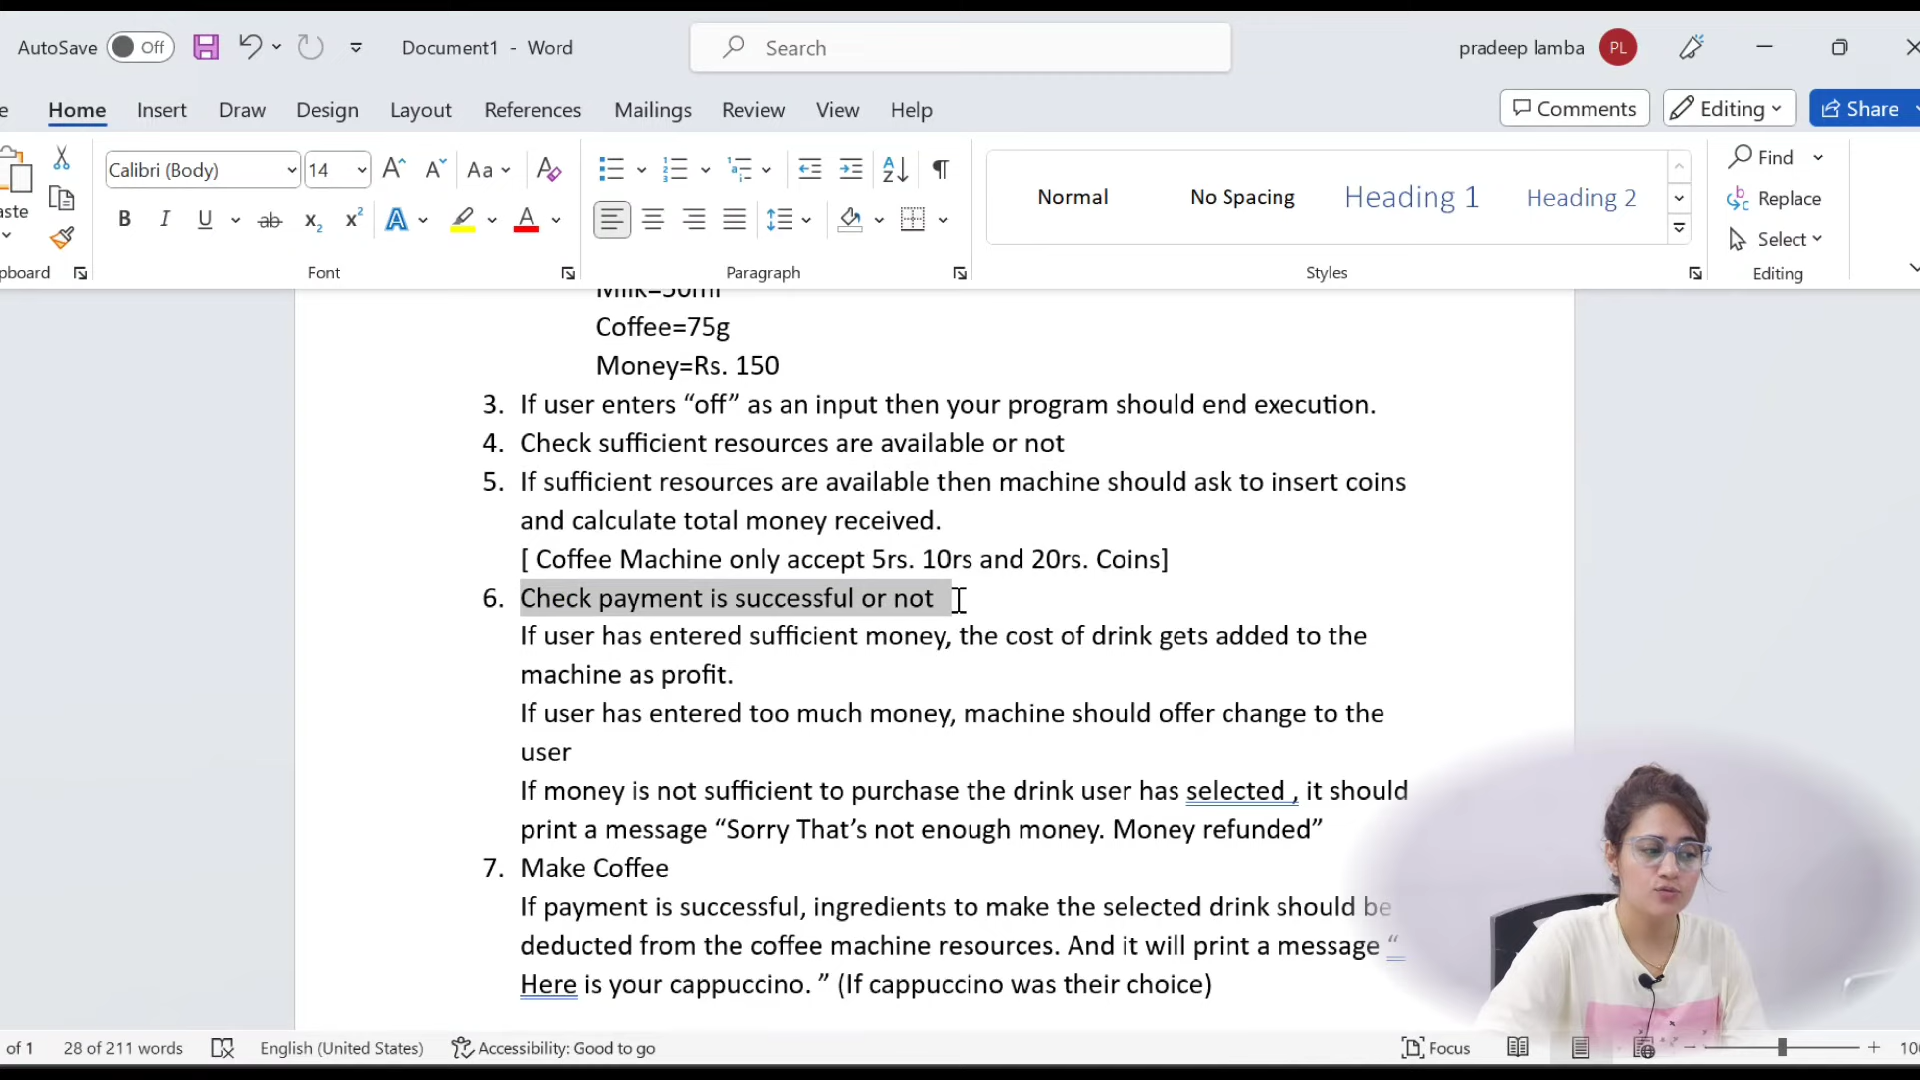 AutoSave Off Document1 - Word Search pradeep lamba PL
Home Insert Draw Design Layout References Mailings Review View Help Comments Editing Share
Calibri (Body) 14 Aa Normal No Spacing Heading 1 Heading 2 Find
Replace
Select
Font Paragraph Styles Editing
Coffee=75g
Money=Rs. 150
3. If user enters “off” as an input then your program should end execution.
4. Check sufficient resources are available or not
5. If sufficient resources are available then machine should ask to insert coins
and calculate total money received.
[ Coffee Machine only accept 5rs. 10rs and 20rs. Coins]
6. Check payment is successful or not
If user has entered sufficient money, the cost of drink gets added to the
machine as profit.
If user has entered too much money, machine should offer change to the
user
If money is not sufficient to purchase the drink user has selected , it should
print a message “Sorry That’s not enough money. Money refunded”
7. Make Coffee
If payment is successful, ingredients to make the selected drink should be
deducted from the coffee machine resources. And it will print a message “
Here is your cappuccino. ” (If cappuccino was their choice)
of 1 28 of 211 words English (United States) Accessibility: Good to go Focus